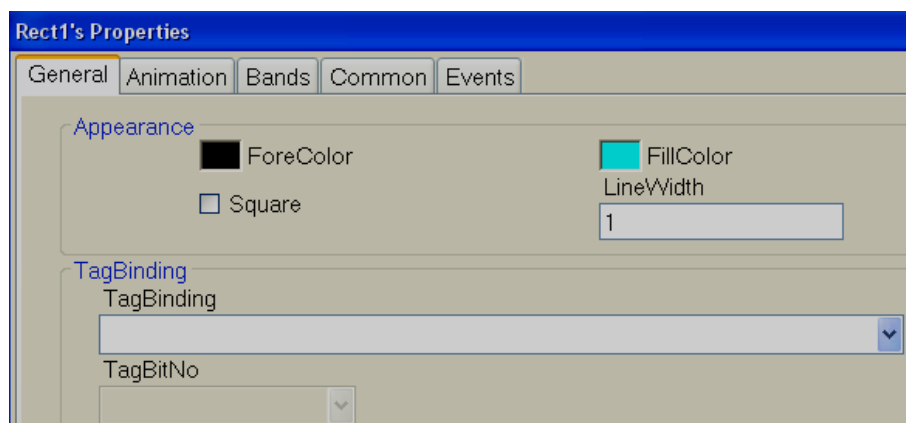 Rect1's Properties
General Animation Bands Common Events
Appearance
ForeColor FillColor
Square LineWidth
1
TagBinding
TagBinding
TagBitNo